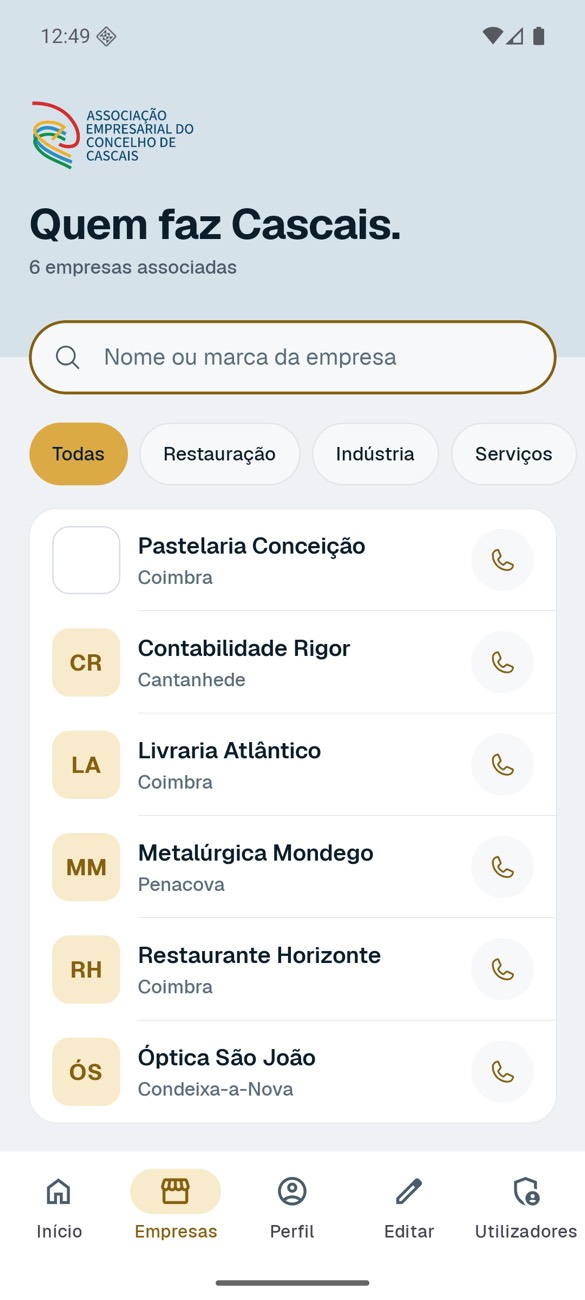 12:49
ASSOCIAÇÃO
EMPRESARIAL DO
CONCELHO DE
CASCAIS
Quem faz Cascais.
6 empresas associadas
Nome ou marca da empresa
Todas Restauração Indústria Serviços
Pastelaria Conceição
Coimbra
CR
Contabilidade Rigor
Cantanhede
LA
Livraria Atlântico
Coimbra
MM
Metalúrgica Mondego
Penacova
RH
Restaurante Horizonte
Coimbra
ÓS
Óptica São João
Condeixa-a-Nova
Início Empresas Perfil Editar Utilizadores